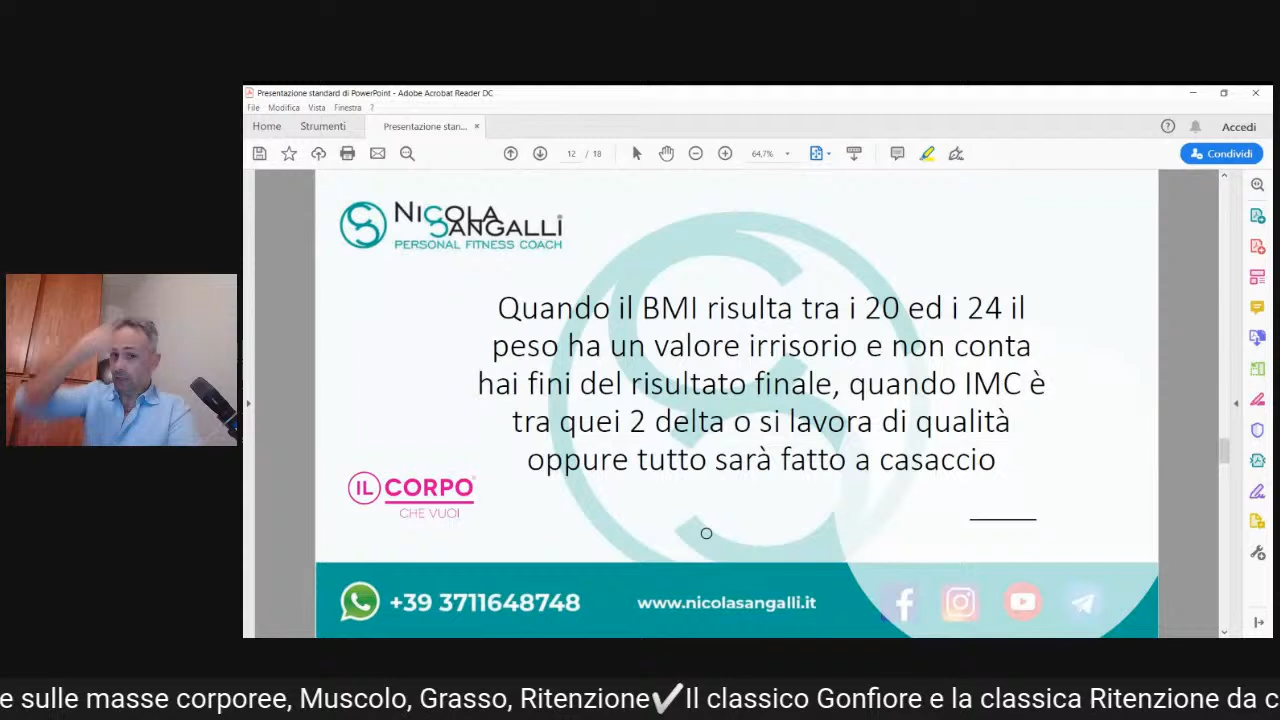 Presentazione standard di PowerPoint - Adobe Acrobat Reader DC
File Modifica Vista Finestra ?
Home Strumenti Presentazione stan... × Accedi
12 / 18 64,7% Condividi
NICOLA
SANGALLI®
PERSONAL FITNESS COACH
Quando il BMI risulta tra i 20 ed i 24 il
peso ha un valore irrisorio e non conta
hai fini del risultato finale, quando IMC è
tra quei 2 delta o si lavora di qualità
oppure tutto sarà fatto a casaccio
IL CORPO
CHE VUOI
+39 3711648748 www.nicolasangalli.it
e sulle masse corporee, Muscolo, Grasso, Ritenzione✔Il classico Gonfiore e la classica Ritenzione da c